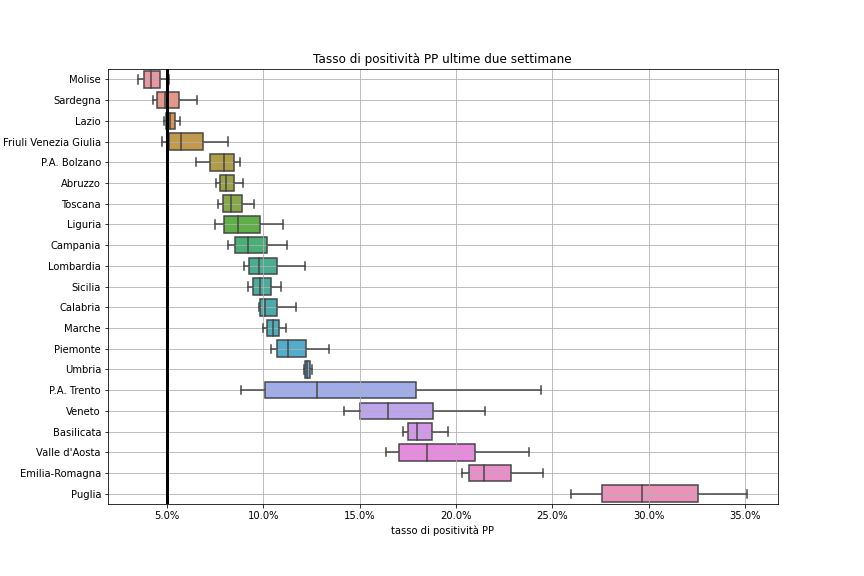 Tasso di positività PP ultime due settimane
Molise
Sardegna
Lazio
Friuli Venezia Giulia
P.A. Bolzano
Abruzzo
Toscana
Liguria
Campania
Lombardia
Sicilia
Calabria
Marche
Piemonte
Umbria
P.A. Trento
Veneto
Basilicata
Valle d'Aosta
Emilia-Romagna
Puglia
5.0% 10.0% 15.0% 20.0% 25.0% 30.0% 35.0%
tasso di positività PP